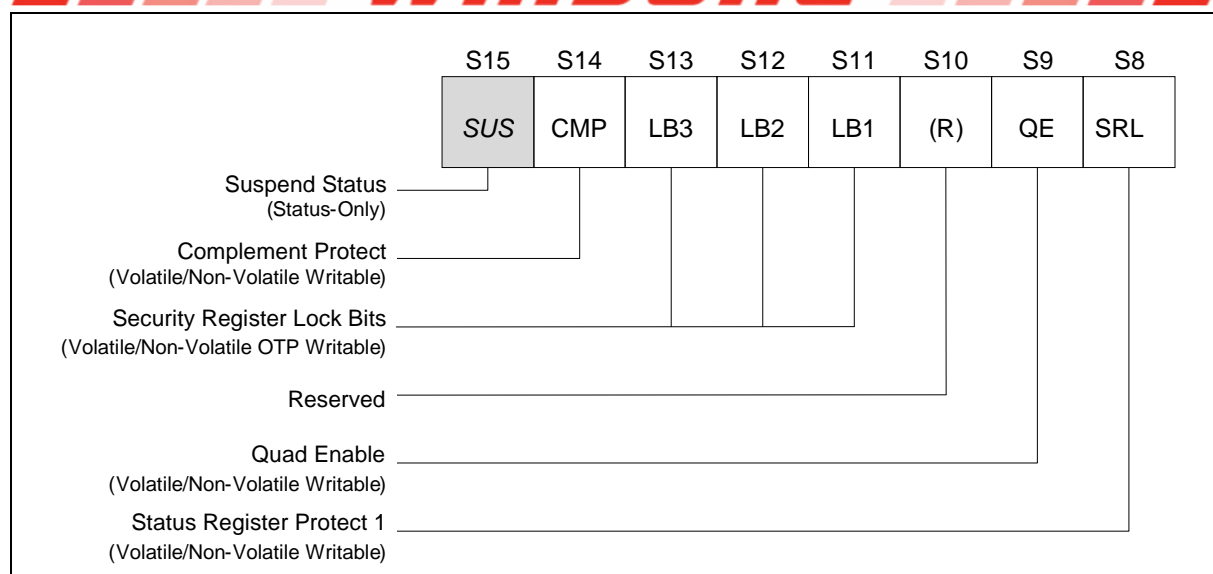 S15 S14 S13 S12 S11 S10 S9 S8
SUS CMP LB3 LB2 LB1 (R) QE SRL
Suspend Status
(Status-Only)
Complement Protect
(Volatile/Non-Volatile Writable)
Security Register Lock Bits
(Volatile/Non-Volatile OTP Writable)
Reserved
Quad Enable
(Volatile/Non-Volatile Writable)
Status Register Protect 1
(Volatile/Non-Volatile Writable)